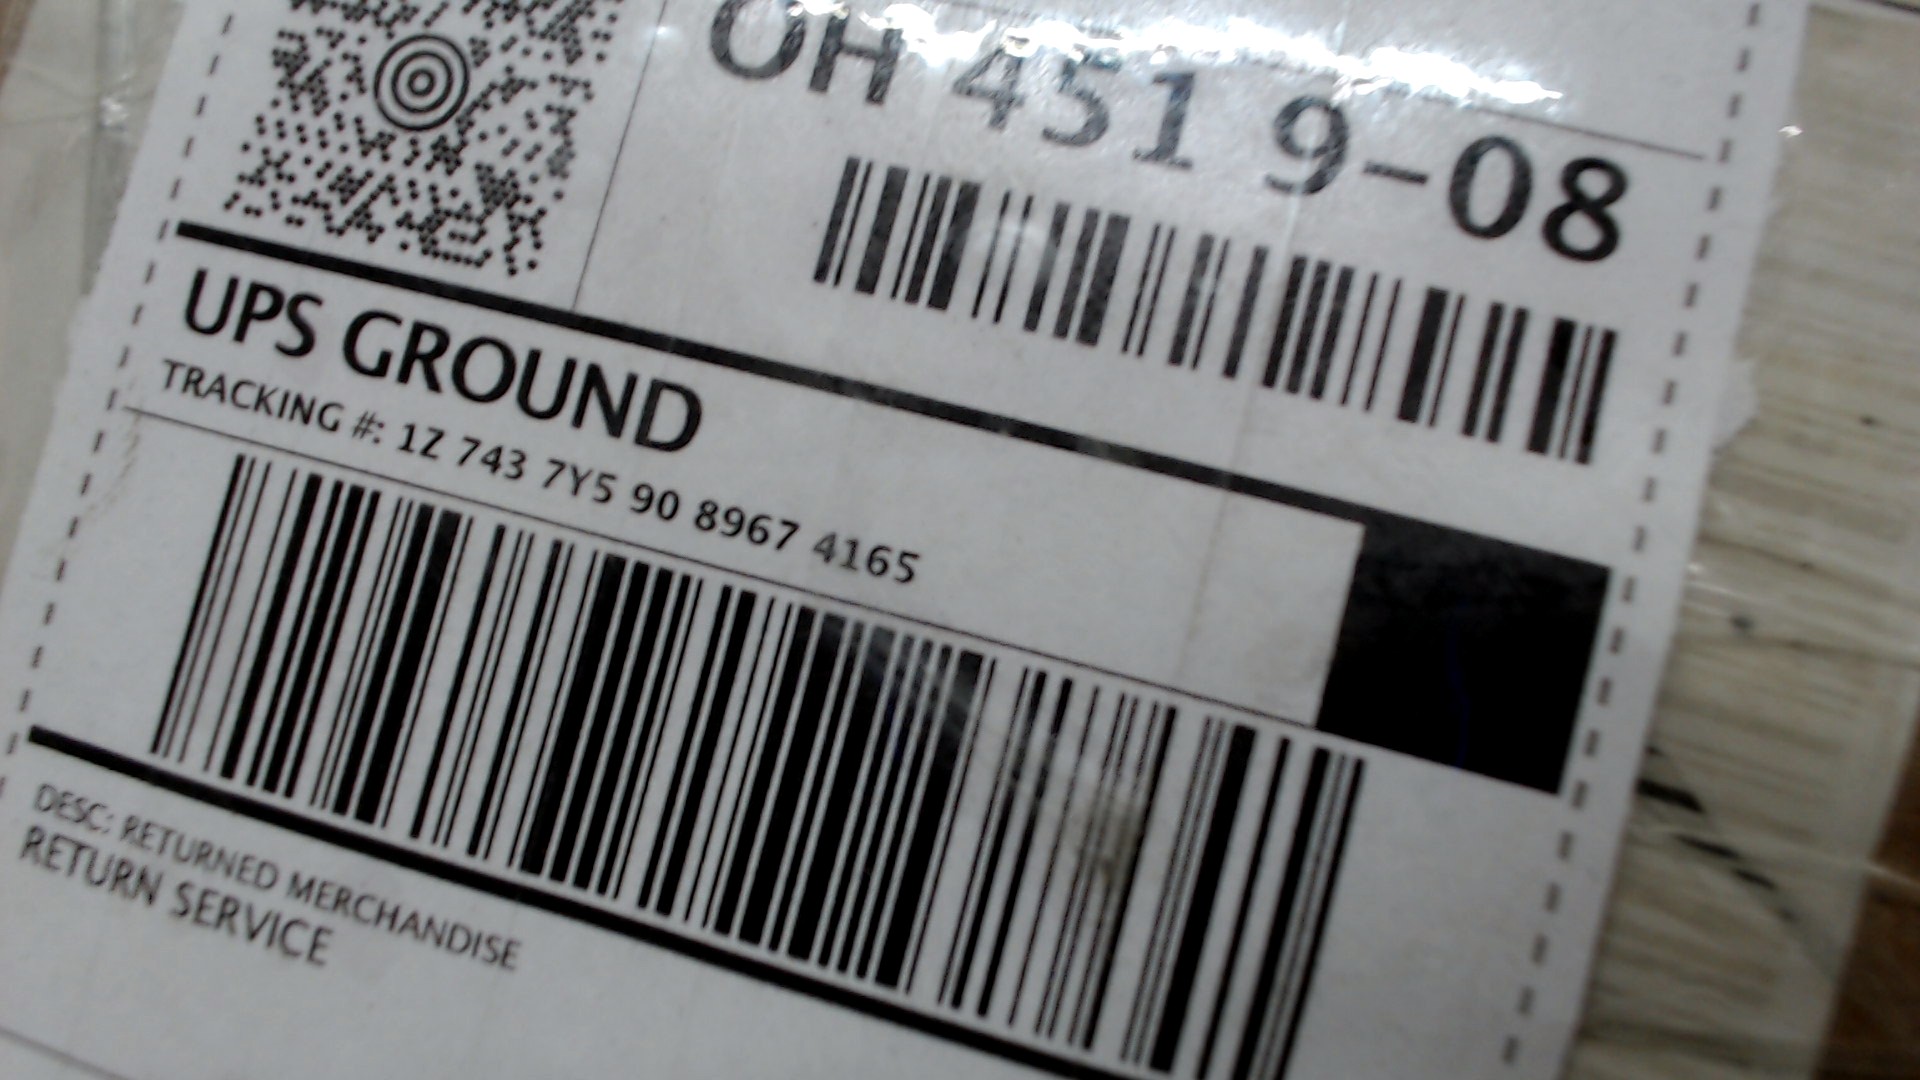 OH 451 9-08
UPS GROUND
TRACKING #: 1Z 743 7Y5 90 8967 4165
DESC: RETURNED MERCHANDISE
RETURN SERVICE